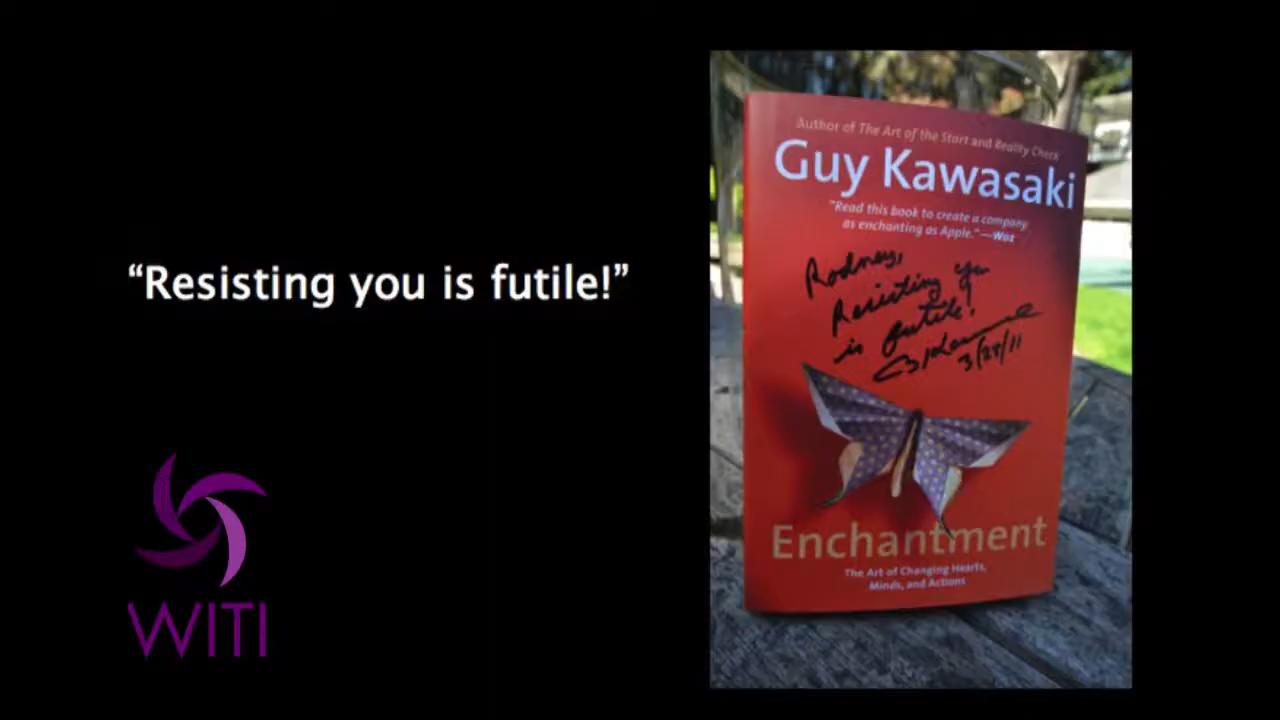 “Resisting you is futile!”
WITI
Author of The Art of the Start and Reality Check
Guy Kawasaki
"Read this book to create a company
as enchanting as Apple."—Woz
Rodney,
Resisting you
is futile!
3/28/11
Enchantment
The Art of Changing Hearts,
Minds, and Actions